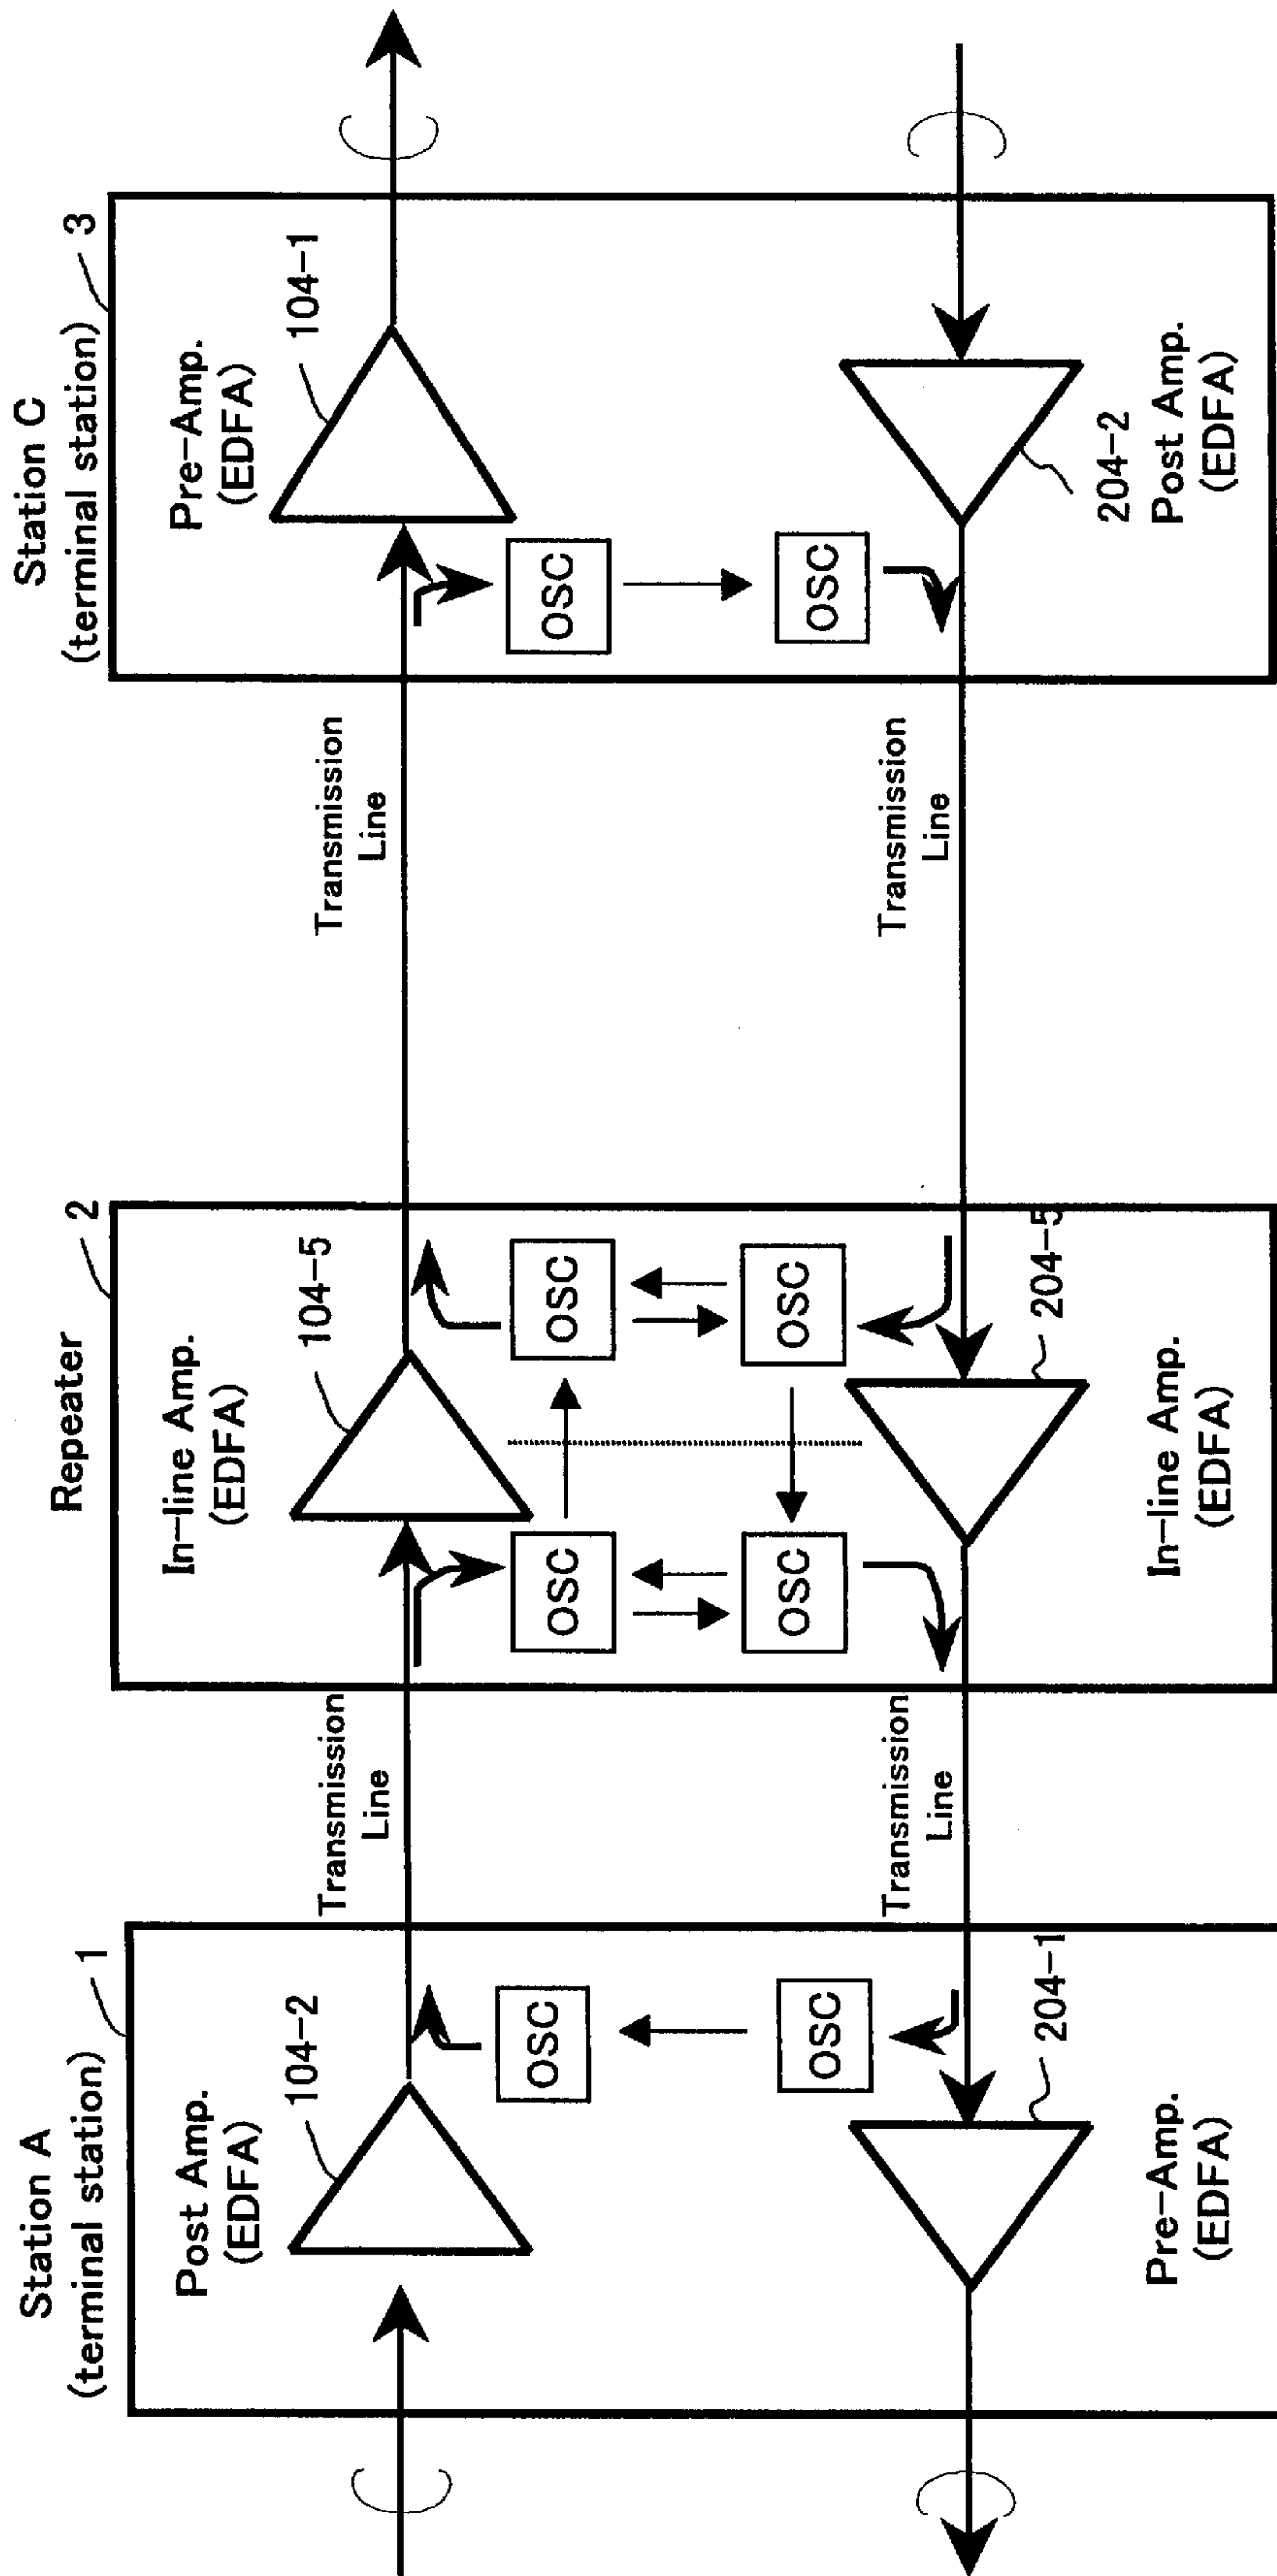 Station A
(terminal station)
1
Post Amp.
(EDFA)
104-2
OSC
OSC
204-1
Pre-Amp.
(EDFA)
Transmission
Line
Transmission
Line
Repeater
2
In-line Amp.
(EDFA)
104-5
OSC
OSC
OSC
OSC
204-5
In-line Amp.
(EDFA)
Transmission
Line
Transmission
Line
Station C
(terminal station)
3
Pre-Amp.
(EDFA)
104-1
OSC
OSC
204-2
Post Amp.
(EDFA)